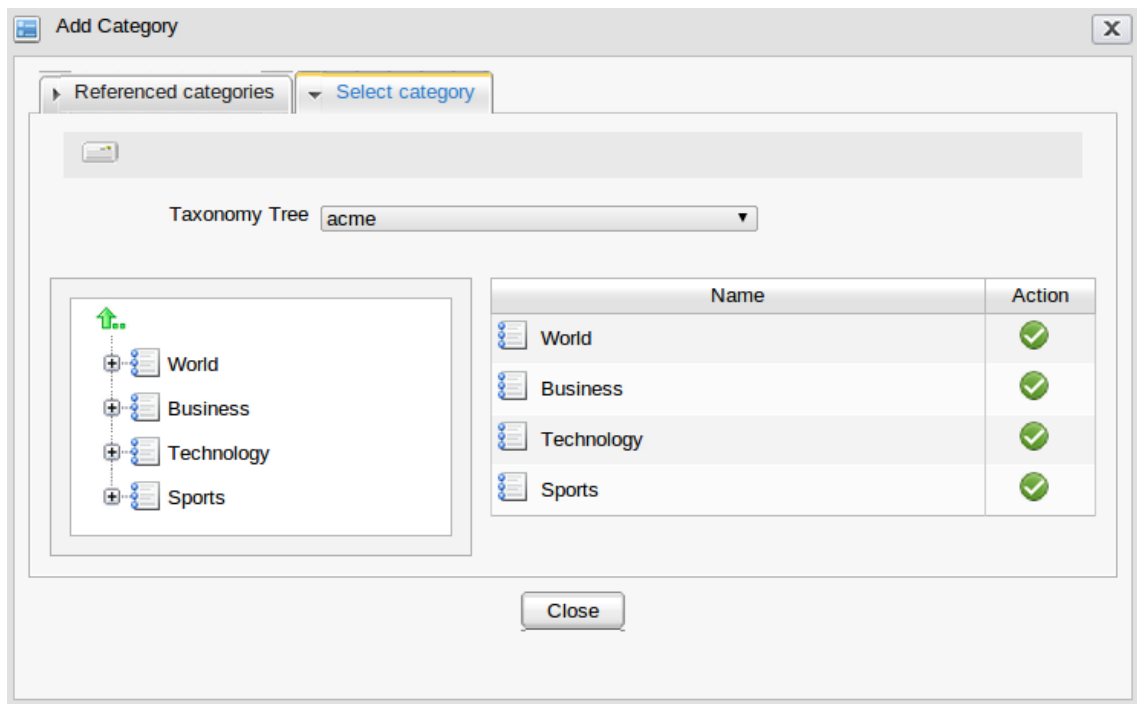 Add Category
Referenced categories
Select category
Taxonomy Tree
acme
World
Business
Technology
Sports
Name Action
World
Business
Technology
Sports
Close